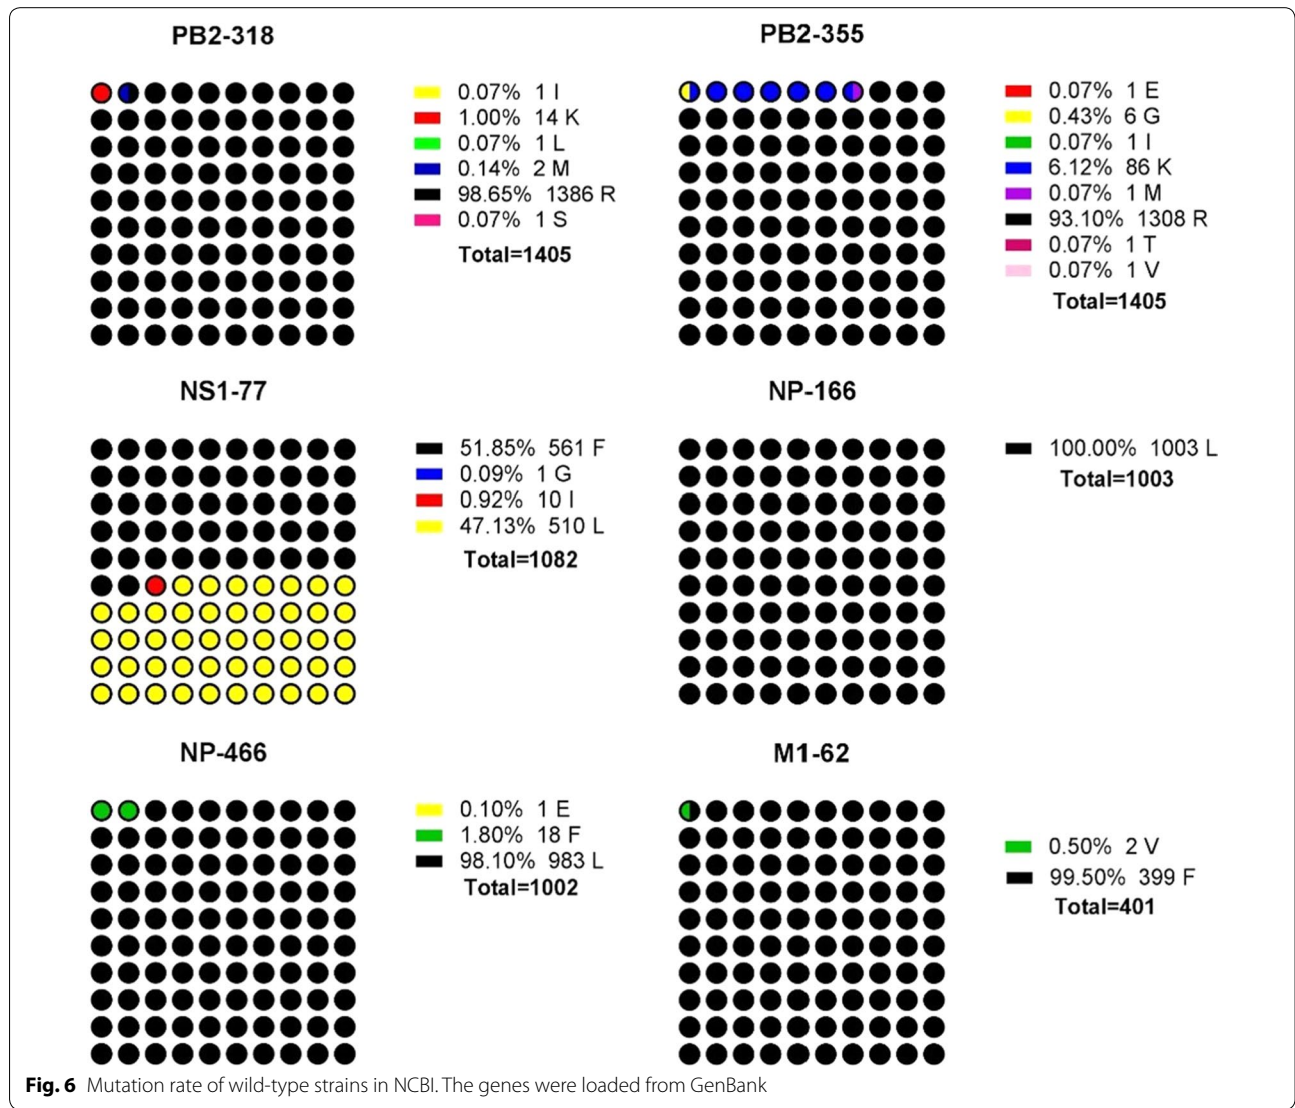 PB2-318
0.07% 1 I
1.00% 14 K
0.07% 1 L
0.14% 2 M
98.65% 1386 R
0.07% 1 S
Total=1405
PB2-355
0.07% 1 E
0.43% 6 G
0.07% 1 I
6.12% 86 K
0.07% 1 M
93.10% 1308 R
0.07% 1 T
0.07% 1 V
Total=1405
NS1-77
51.85% 561 F
0.09% 1 G
0.92% 10 I
47.13% 510 L
Total=1082
NP-166
100.00% 1003 L
Total=1003
NP-466
0.10% 1 E
1.80% 18 F
98.10% 983 L
Total=1002
M1-62
0.50% 2 V
99.50% 399 F
Total=401
Fig. 6 Mutation rate of wild-type strains in NCBI. The genes were loaded from GenBank